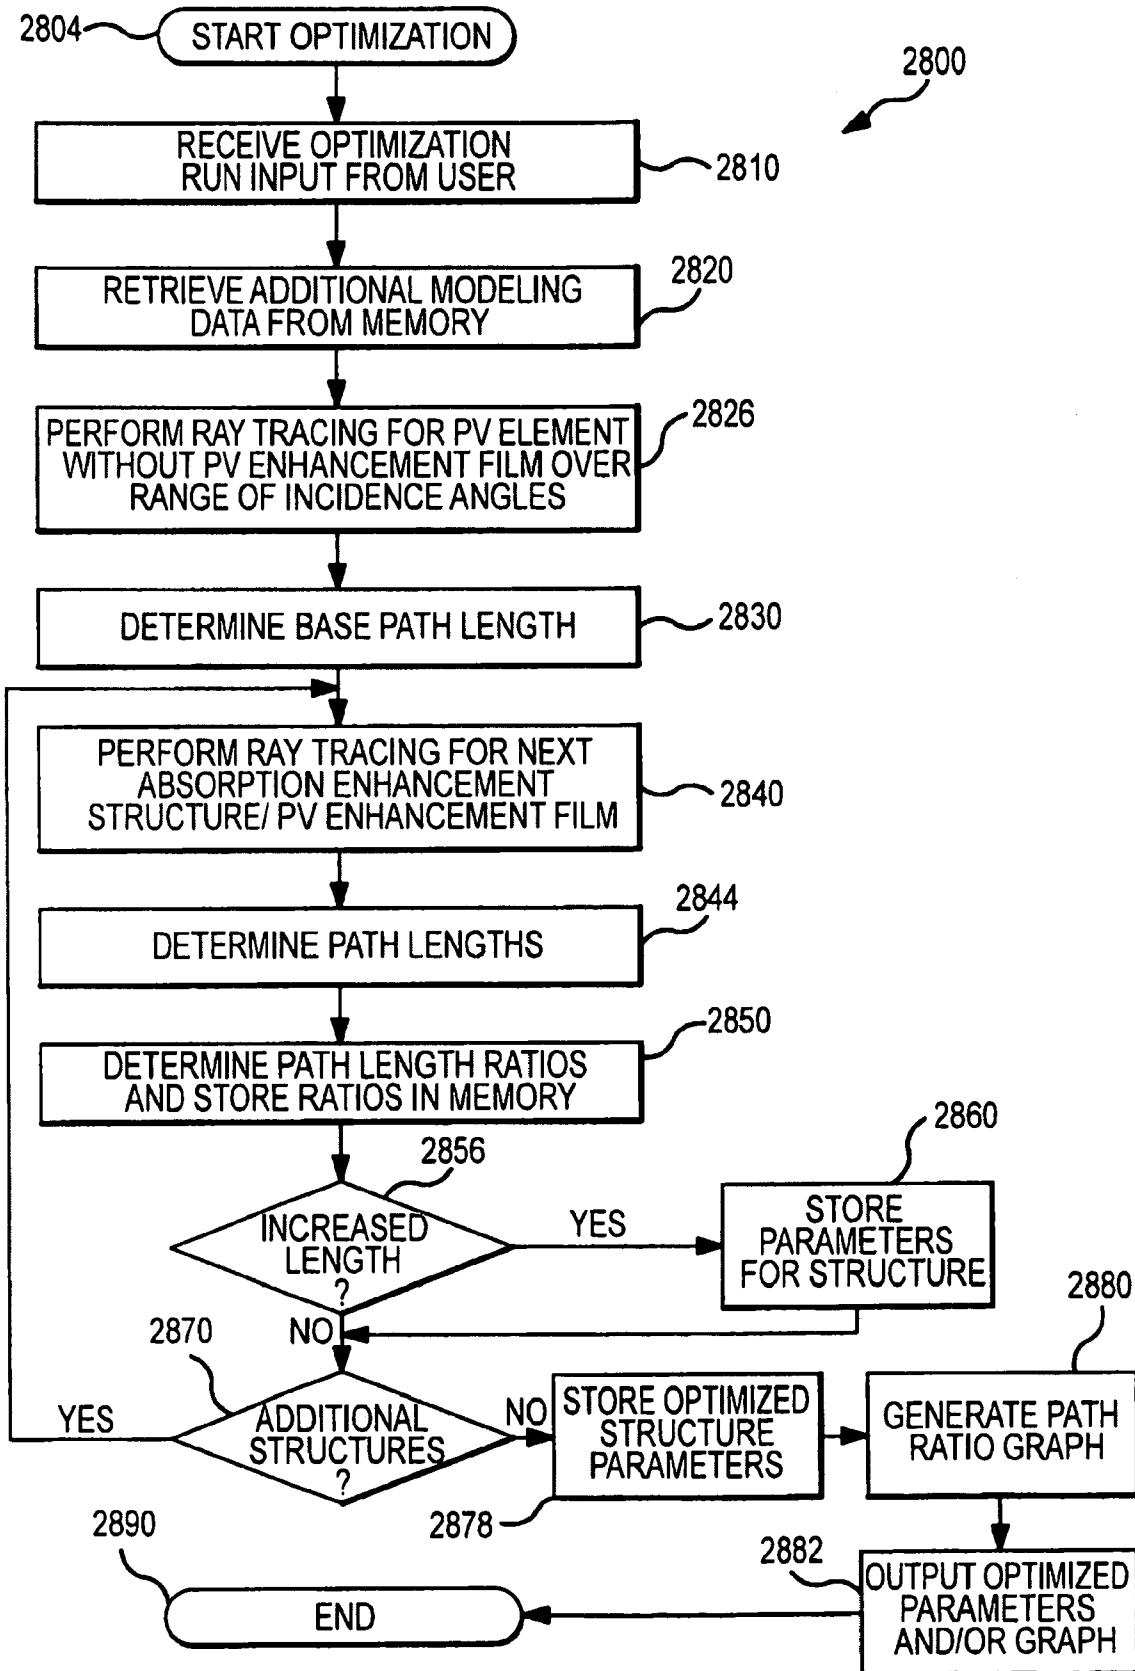 2804
START OPTIMIZATION
2800
RECEIVE OPTIMIZATION
RUN INPUT FROM USER
2810
RETRIEVE ADDITIONAL MODELING
DATA FROM MEMORY
2820
PERFORM RAY TRACING FOR PV ELEMENT
WITHOUT PV ENHANCEMENT FILM OVER
RANGE OF INCIDENCE ANGLES
2826
DETERMINE BASE PATH LENGTH
2830
PERFORM RAY TRACING FOR NEXT
ABSORPTION ENHANCEMENT
STRUCTURE/ PV ENHANCEMENT FILM
2840
DETERMINE PATH LENGTHS
2844
DETERMINE PATH LENGTH RATIOS
AND STORE RATIOS IN MEMORY
2850
2856
INCREASED
LENGTH
?
YES
NO
2860
STORE
PARAMETERS
FOR STRUCTURE
2870
ADDITIONAL
STRUCTURES
?
YES
NO
STORE OPTIMIZED
STRUCTURE
PARAMETERS
2878
2880
GENERATE PATH
RATIO GRAPH
2882
OUTPUT OPTIMIZED
PARAMETERS
AND/OR GRAPH
2890
END